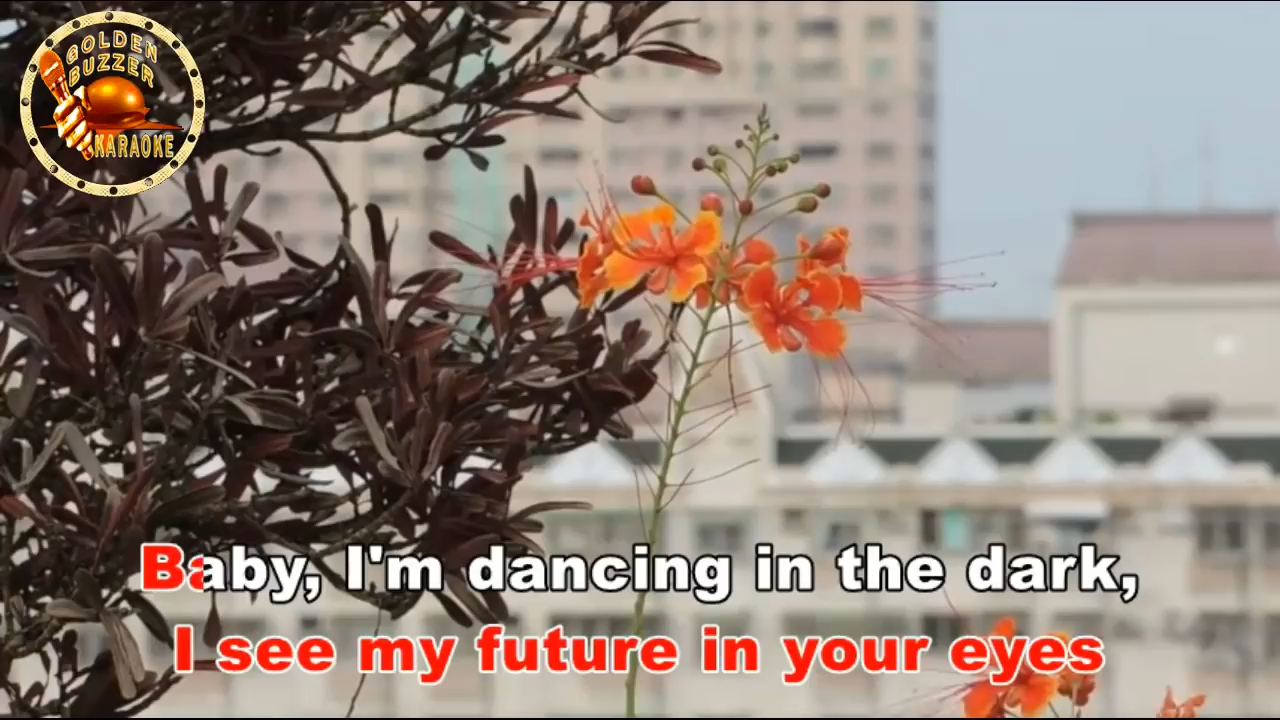 GOLDEN
BUZZER
KARAOKE
Baby, I'm dancing in the dark,
I see my future in your eyes